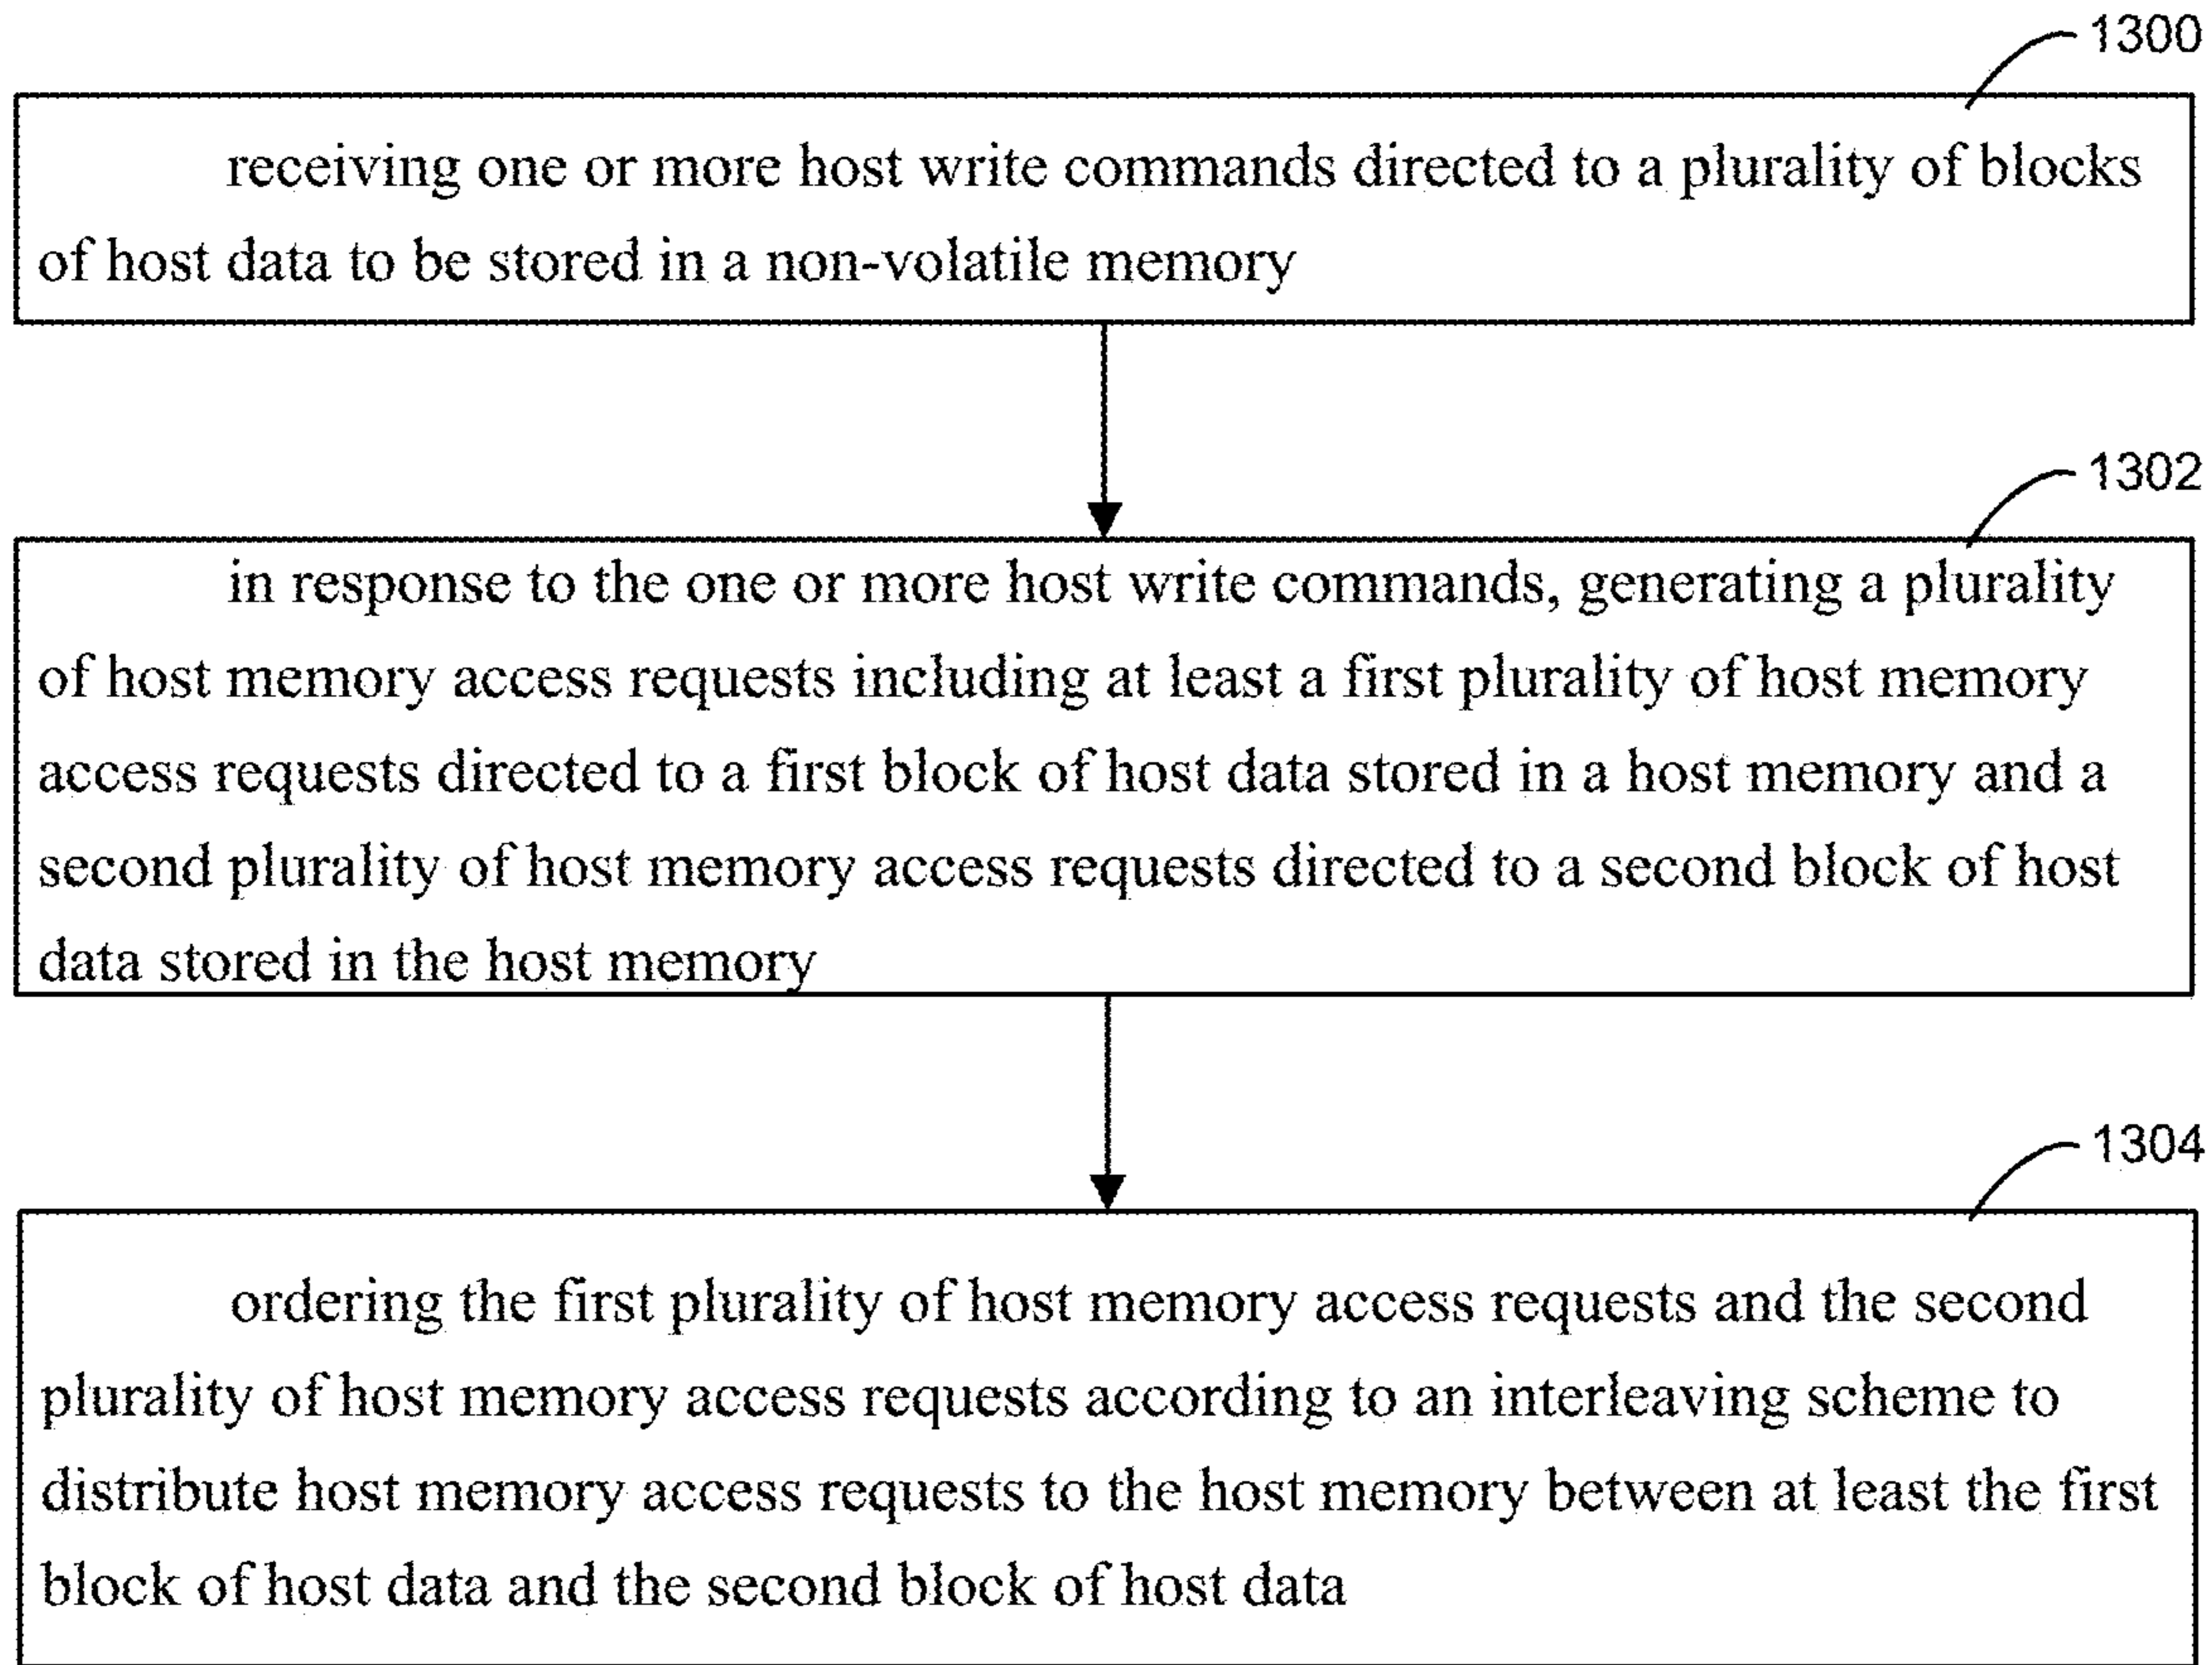 1300
receiving one or more host write commands directed to a plurality of blocks
of host data to be stored in a non-volatile memory
1302
in response to the one or more host write commands, generating a plurality
of host memory access requests including at least a first plurality of host memory
access requests directed to a first block of host data stored in a host memory and a
second plurality of host memory access requests directed to a second block of host
data stored in the host memory
1304
ordering the first plurality of host memory access requests and the second
plurality of host memory access requests according to an interleaving scheme to
distribute host memory access requests to the host memory between at least the first
block of host data and the second block of host data